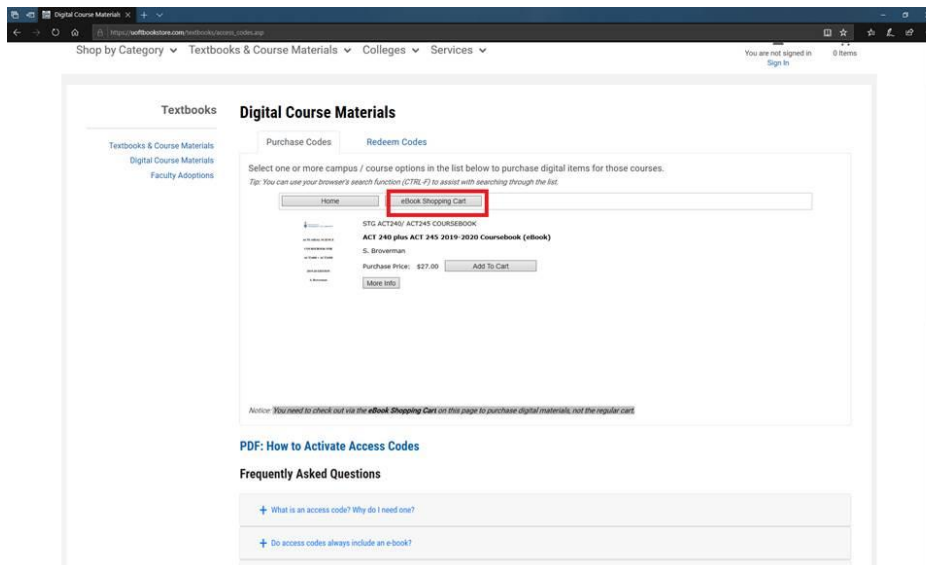 Digital Course Materials
https://uoftbookstore.com/textbooks/access_codes.asp
Shop by Category Textbooks & Course Materials Colleges Services
You are not signed in
Sign In
0 Items
Textbooks
Textbooks & Course Materials
Digital Course Materials
Faculty Adoptions
Digital Course Materials
Purchase Codes Redeem Codes
Select one or more campus / course options in the list below to purchase digital items for those courses.
Tip: You can use your browser's search function (CTRL-F) to assist with searching through the list.
Home eBook Shopping Cart
STG ACT240/ ACT245 COURSEBOOK
ACT 240 plus ACT 245 2019-2020 Coursebook (eBook)
S. Broverman
Purchase Price: $27.00 Add To Cart
More Info
Notice: You need to check out via the eBook Shopping Cart on this page to purchase digital materials, not the regular cart.
PDF: How to Activate Access Codes
Frequently Asked Questions
+ What is an access code? Why do I need one?
+ Do access codes always include an e-book?